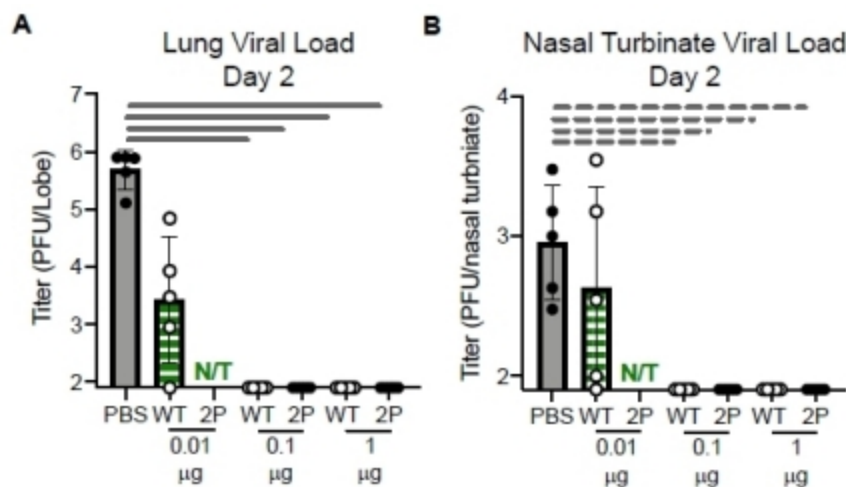 A
Lung Viral Load
Day 2
Titer (PFU/Lobe)
7
6
5
4
3
2
N/T
PBS WT 2P WT 2P WT 2P
0.01 0.1 1
µg µg µg
B
Nasal Turbinate Viral Load
Day 2
Titer (PFU/nasal turbniate)
4
3
2
N/T
PBS WT 2P WT 2P WT 2P
0.01 0.1 1
µg µg µg